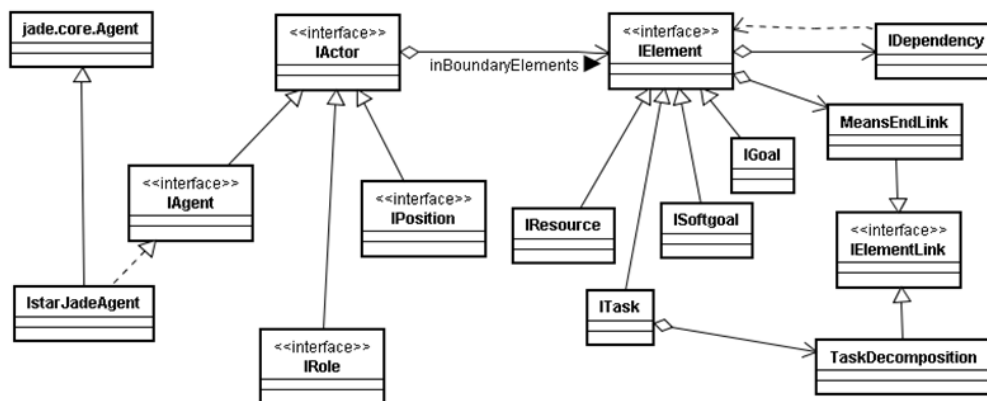 jade.core.Agent
<<interface>>
IActor
inBoundaryElements
<<interface>>
IElement
IDependency
MeansEndLink
IGoal
<<interface>>
IAgent
<<interface>>
IPosition
IResource
ISoftgoal
<<interface>>
IElementLink
IstarJadeAgent
ITask
<<interface>>
IRole
TaskDecomposition